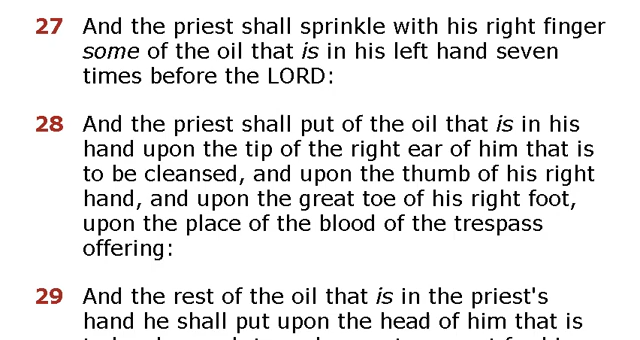 27 And the priest shall sprinkle with his right finger
some of the oil that is in his left hand seven
times before the LORD:
28 And the priest shall put of the oil that is in his
hand upon the tip of the right ear of him that is
to be cleansed, and upon the thumb of his right
hand, and upon the great toe of his right foot,
upon the place of the blood of the trespass
offering:
29 And the rest of the oil that is in the priest's
hand he shall put upon the head of him that is